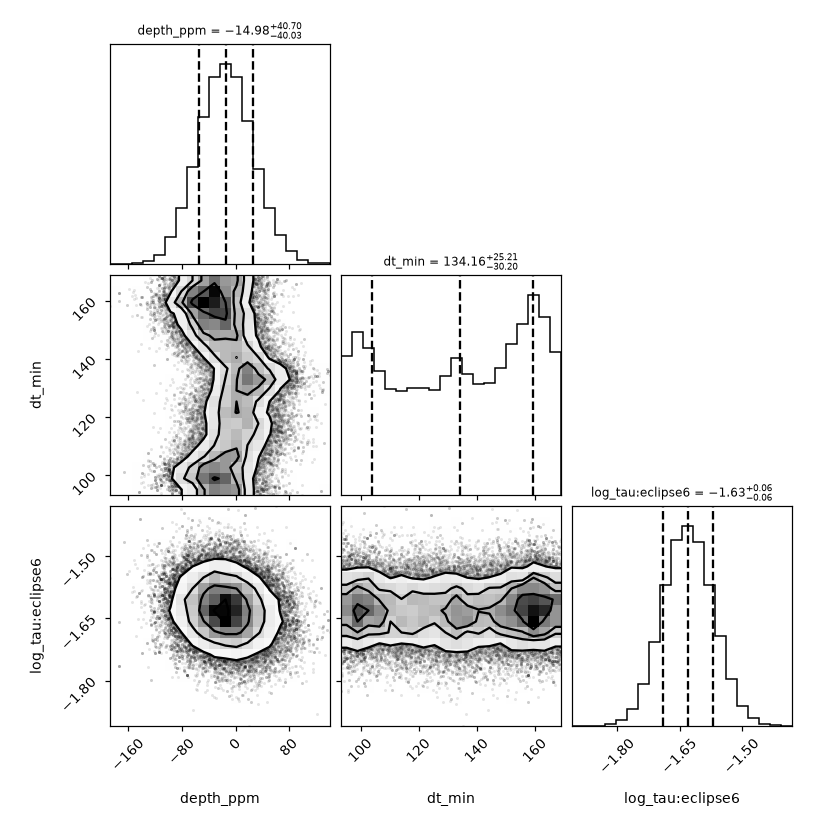 depth_ppm = −14.98+40.70 −40.03
dt_min = 134.16+25.21 −30.20
160
140
120
100
dt_min
log_tau:eclipse6 = −1.63+0.06 −0.06
−1.50
−1.65
−1.80
log_tau:eclipse6
−160 −80 0 80 100 120 140 160 −1.80 −1.65 −1.50
depth_ppm dt_min log_tau:eclipse6